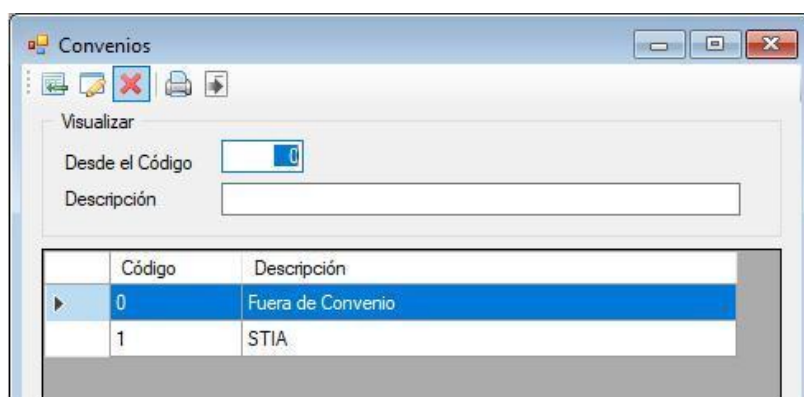 Convenios
Visualizar
Desde el Código 0
Descripción
Código Descripción
0 Fuera de Convenio
1 STIA